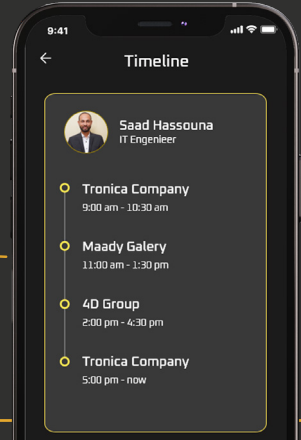 9:41
Timeline
Saad Hassouna
IT Engenieer
Tronica Company
9:00 am - 10:30 am
Maady Galery
11:00 am - 1:30 pm
4D Group
2:00 pm - 4:30 pm
Tronica Company
5:00 pm - now